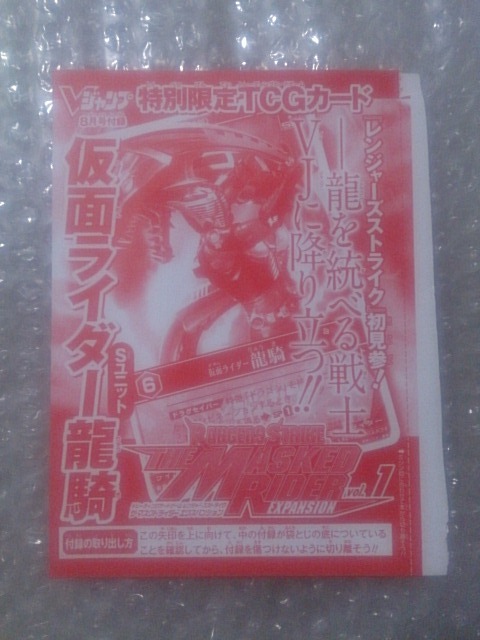 Vジャンプ
8月号付録
特別限定TCGカード
レンジャーズストライク初見参!
――龍を統べる戦士
VJに降り立つ!!
仮面ライダー龍騎
Sユニット
6
仮面ライダー 龍騎
RANGERS STRIKE
THE MASKED
RIDER vol.1
EXPANSION
付録の取り出し方
この矢印を上に向けて、中の付録が袋とじの底についている
ことを確認してから、付録を傷つけないように切り離そう!!